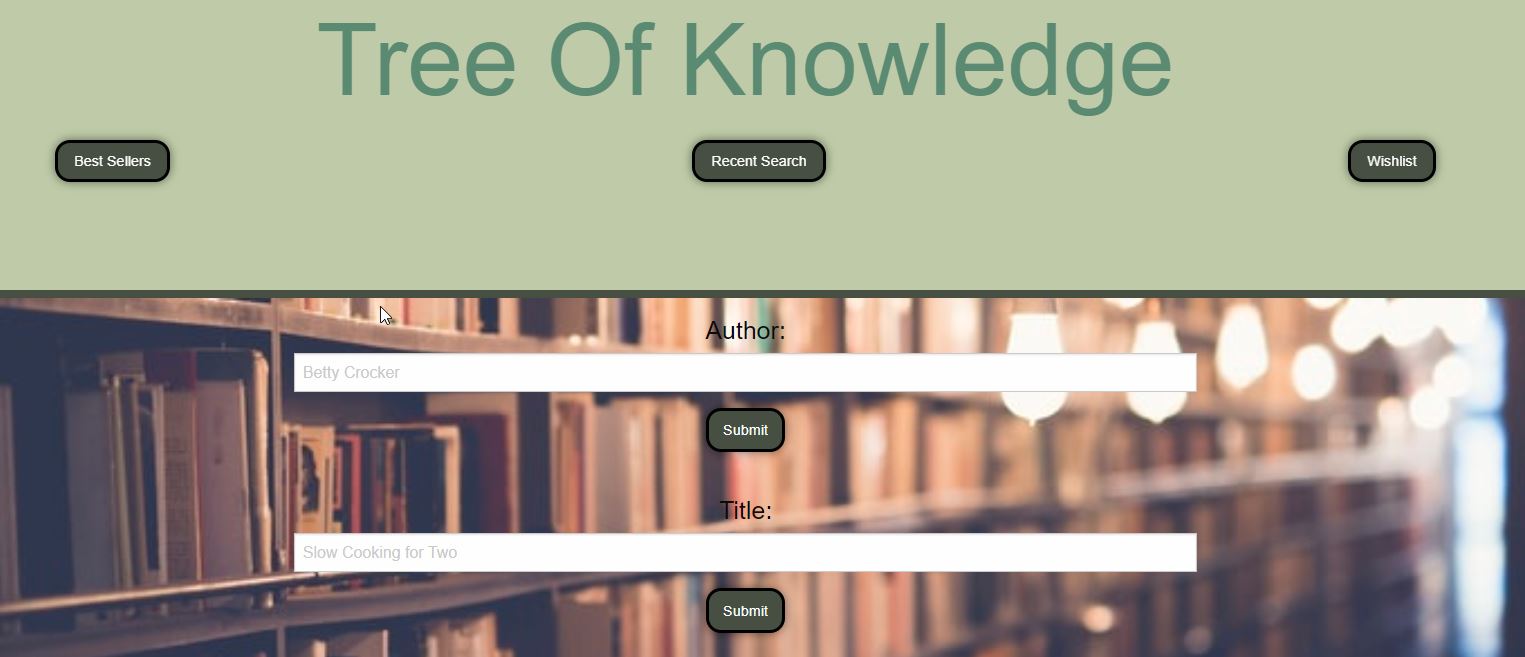 Tree Of Knowledge
Best Sellers Recent Search Wishlist
Author:
Betty Crocker
Submit
Title:
Slow Cooking for Two
Submit